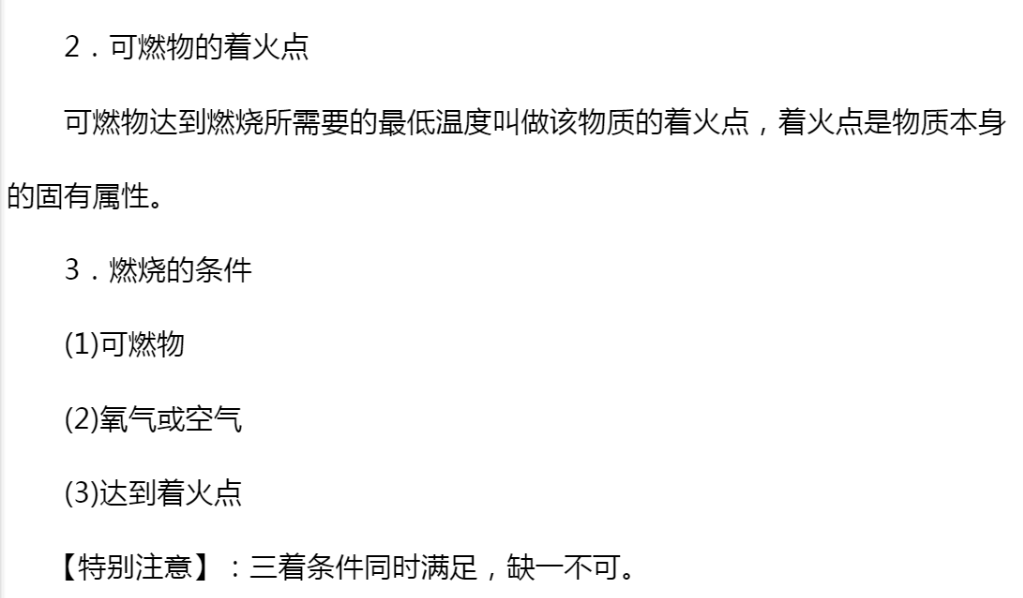 2．可燃物的着火点
可燃物达到燃烧所需要的最低温度叫做该物质的着火点，着火点是物质本身
的固有属性。
3．燃烧的条件
(1)可燃物
(2)氧气或空气
(3)达到着火点
【特别注意】：三着条件同时满足，缺一不可。